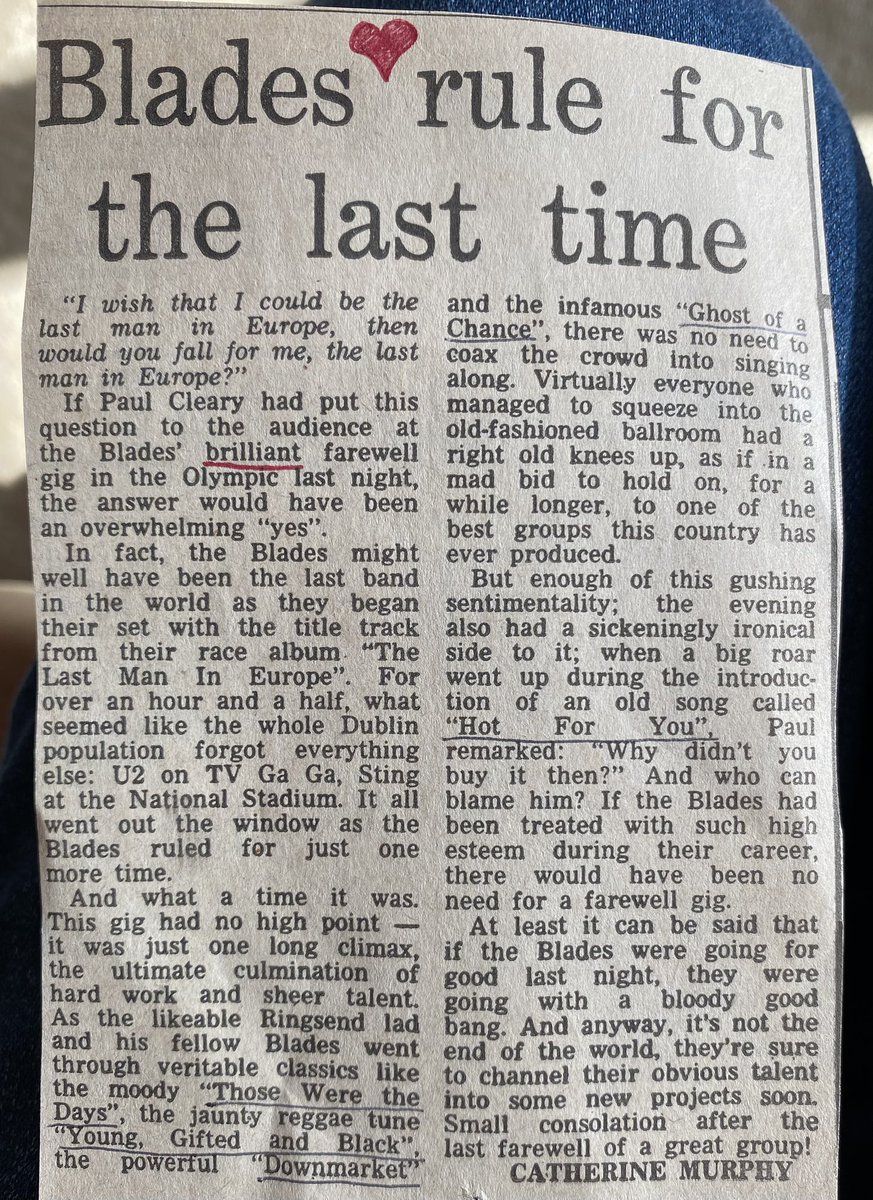 Blades rule for
the last time
"I wish that I could be the
last man in Europe, then
would you fall for me, the last
man in Europe?"
If Paul Cleary had put this
question to the audience at
the Blades' brilliant farewell
gig in the Olympic last night,
the answer would have been
an overwhelming "yes".
In fact, the Blades might
well have been the last band
in the world as they began
their set with the title track
from their race album "The
Last Man In Europe". For
over an hour and a half, what
seemed like the whole Dublin
population forgot everything
else: U2 on TV Ga Ga, Sting
at the National Stadium. It all
went out the window as the
Blades ruled for just one
more time.
And what a time it was.
This gig had no high point —
it was just one long climax,
the ultimate culmination of
hard work and sheer talent.
As the likeable Ringsend lad
and his fellow Blades went
through veritable classics like
the moody "Those Were the
Days", the jaunty reggae tune
"Young, Gifted and Black",
the powerful "Downmarket"
and the infamous "Ghost of a
Chance", there was no need to
coax the crowd into singing
along. Virtually everyone who
managed to squeeze into the
old-fashioned ballroom had a
right old knees up, as if in a
mad bid to hold on, for a
while longer, to one of the
best groups this country has
ever produced.
But enough of this gushing
sentimentality; the evening
also had a sickeningly ironical
side to it; when a big roar
went up during the introduc-
tion of an old song called
"Hot For You", Paul
remarked: "Why didn't you
buy it then?" And who can
blame him? If the Blades had
been treated with such high
esteem during their career,
there would have been no
need for a farewell gig.
At least it can be said that
if the Blades were going for
good last night, they were
going with a bloody good
bang. And anyway, it's not the
end of the world, they're sure
to channel their obvious talent
into some new projects soon.
Small consolation after the
last farewell of a great group!
CATHERINE MURPHY